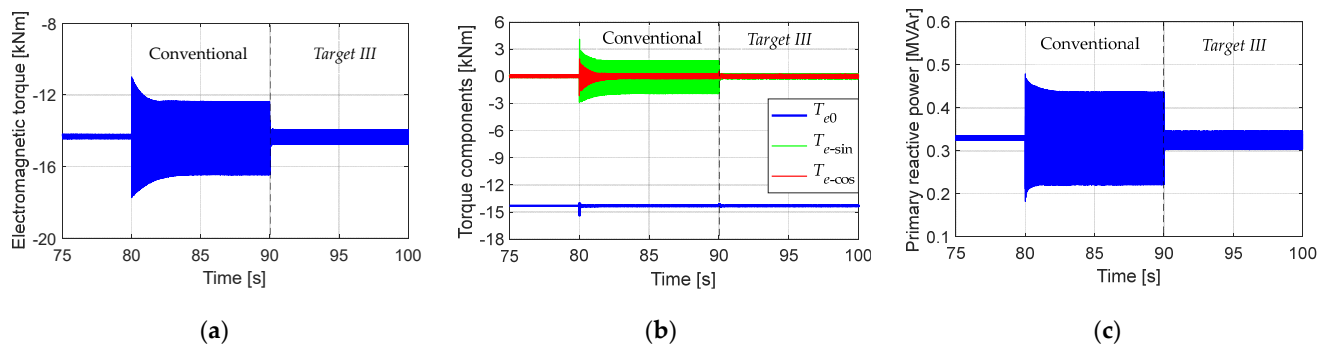 Electromagnetic torque [kNm]
-8
-12
-14
-16
-20
Conventional
Target III
75 80 85 90 95 100
Time [s]
(a)
Torque components [kNm]
6
3
0
-3
-6
-9
-12
-15
-18
Conventional
Target III
Te0
Te-sin
Te-cos
75 80 85 90 95 100
Time [s]
(b)
Primary reactive power [MVAr]
0.6
0.5
0.4
0.3
0.2
0.1
Conventional
Target III
75 80 85 90 95 100
Time [s]
(c)